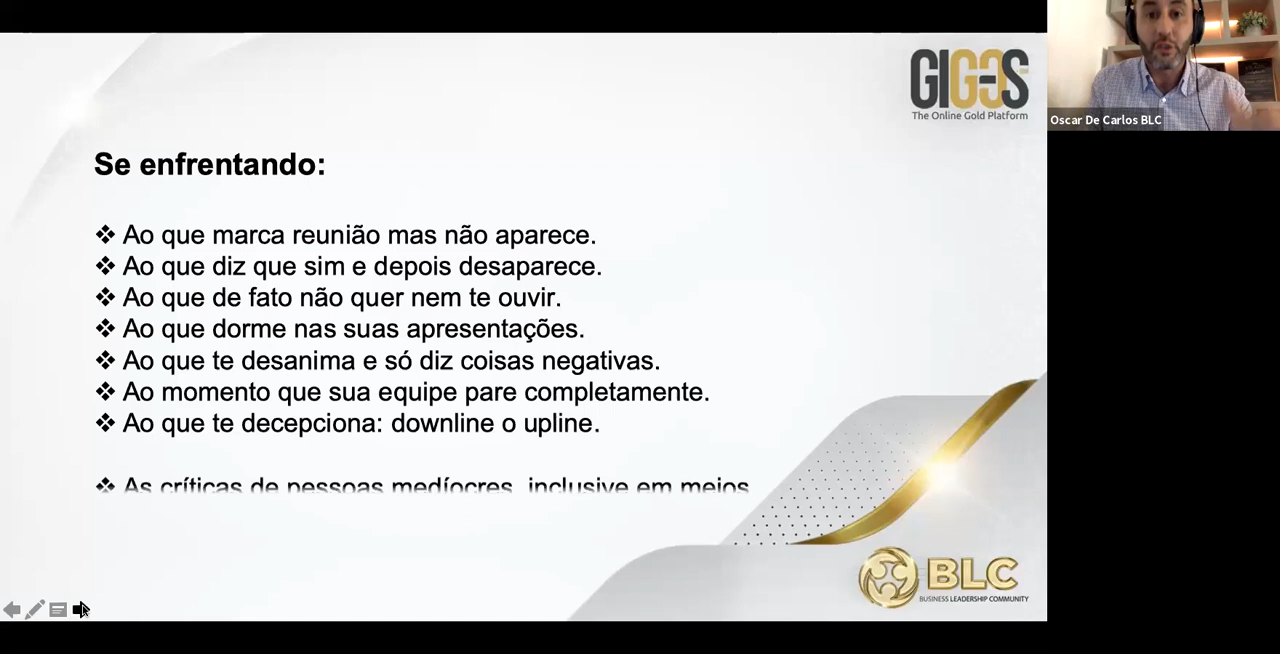 GIGOS
The Online Gold Platform
Oscar De Carlos BLC
Se enfrentando:
❖ Ao que marca reunião mas não aparece.
❖ Ao que diz que sim e depois desaparece.
❖ Ao que de fato não quer nem te ouvir.
❖ Ao que dorme nas suas apresentações.
❖ Ao que te desanima e só diz coisas negativas.
❖ Ao momento que sua equipe pare completamente.
❖ Ao que te decepciona: downline o upline.
❖ As críticas de pessoas medíocres, inclusive em meios
BLC
BUSINESS LEADERSHIP COMMUNITY